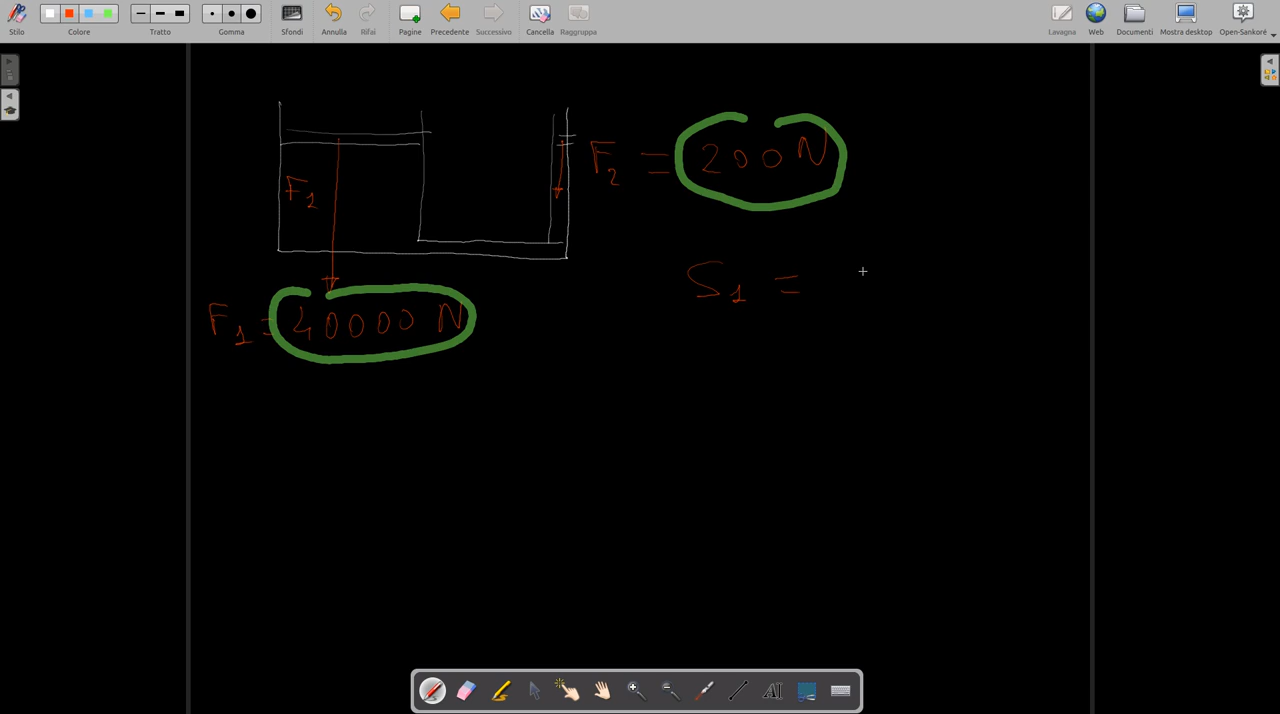 Stilo Colore Tratto Gomma Sfondi Annulla Rifai Pagine Precedente Successivo Cancella Raggruppa Lavagna Web Documenti Mostra desktop Open-Sankoré
F2 = 200 N
F1
S1 =
F1 = 40000 N